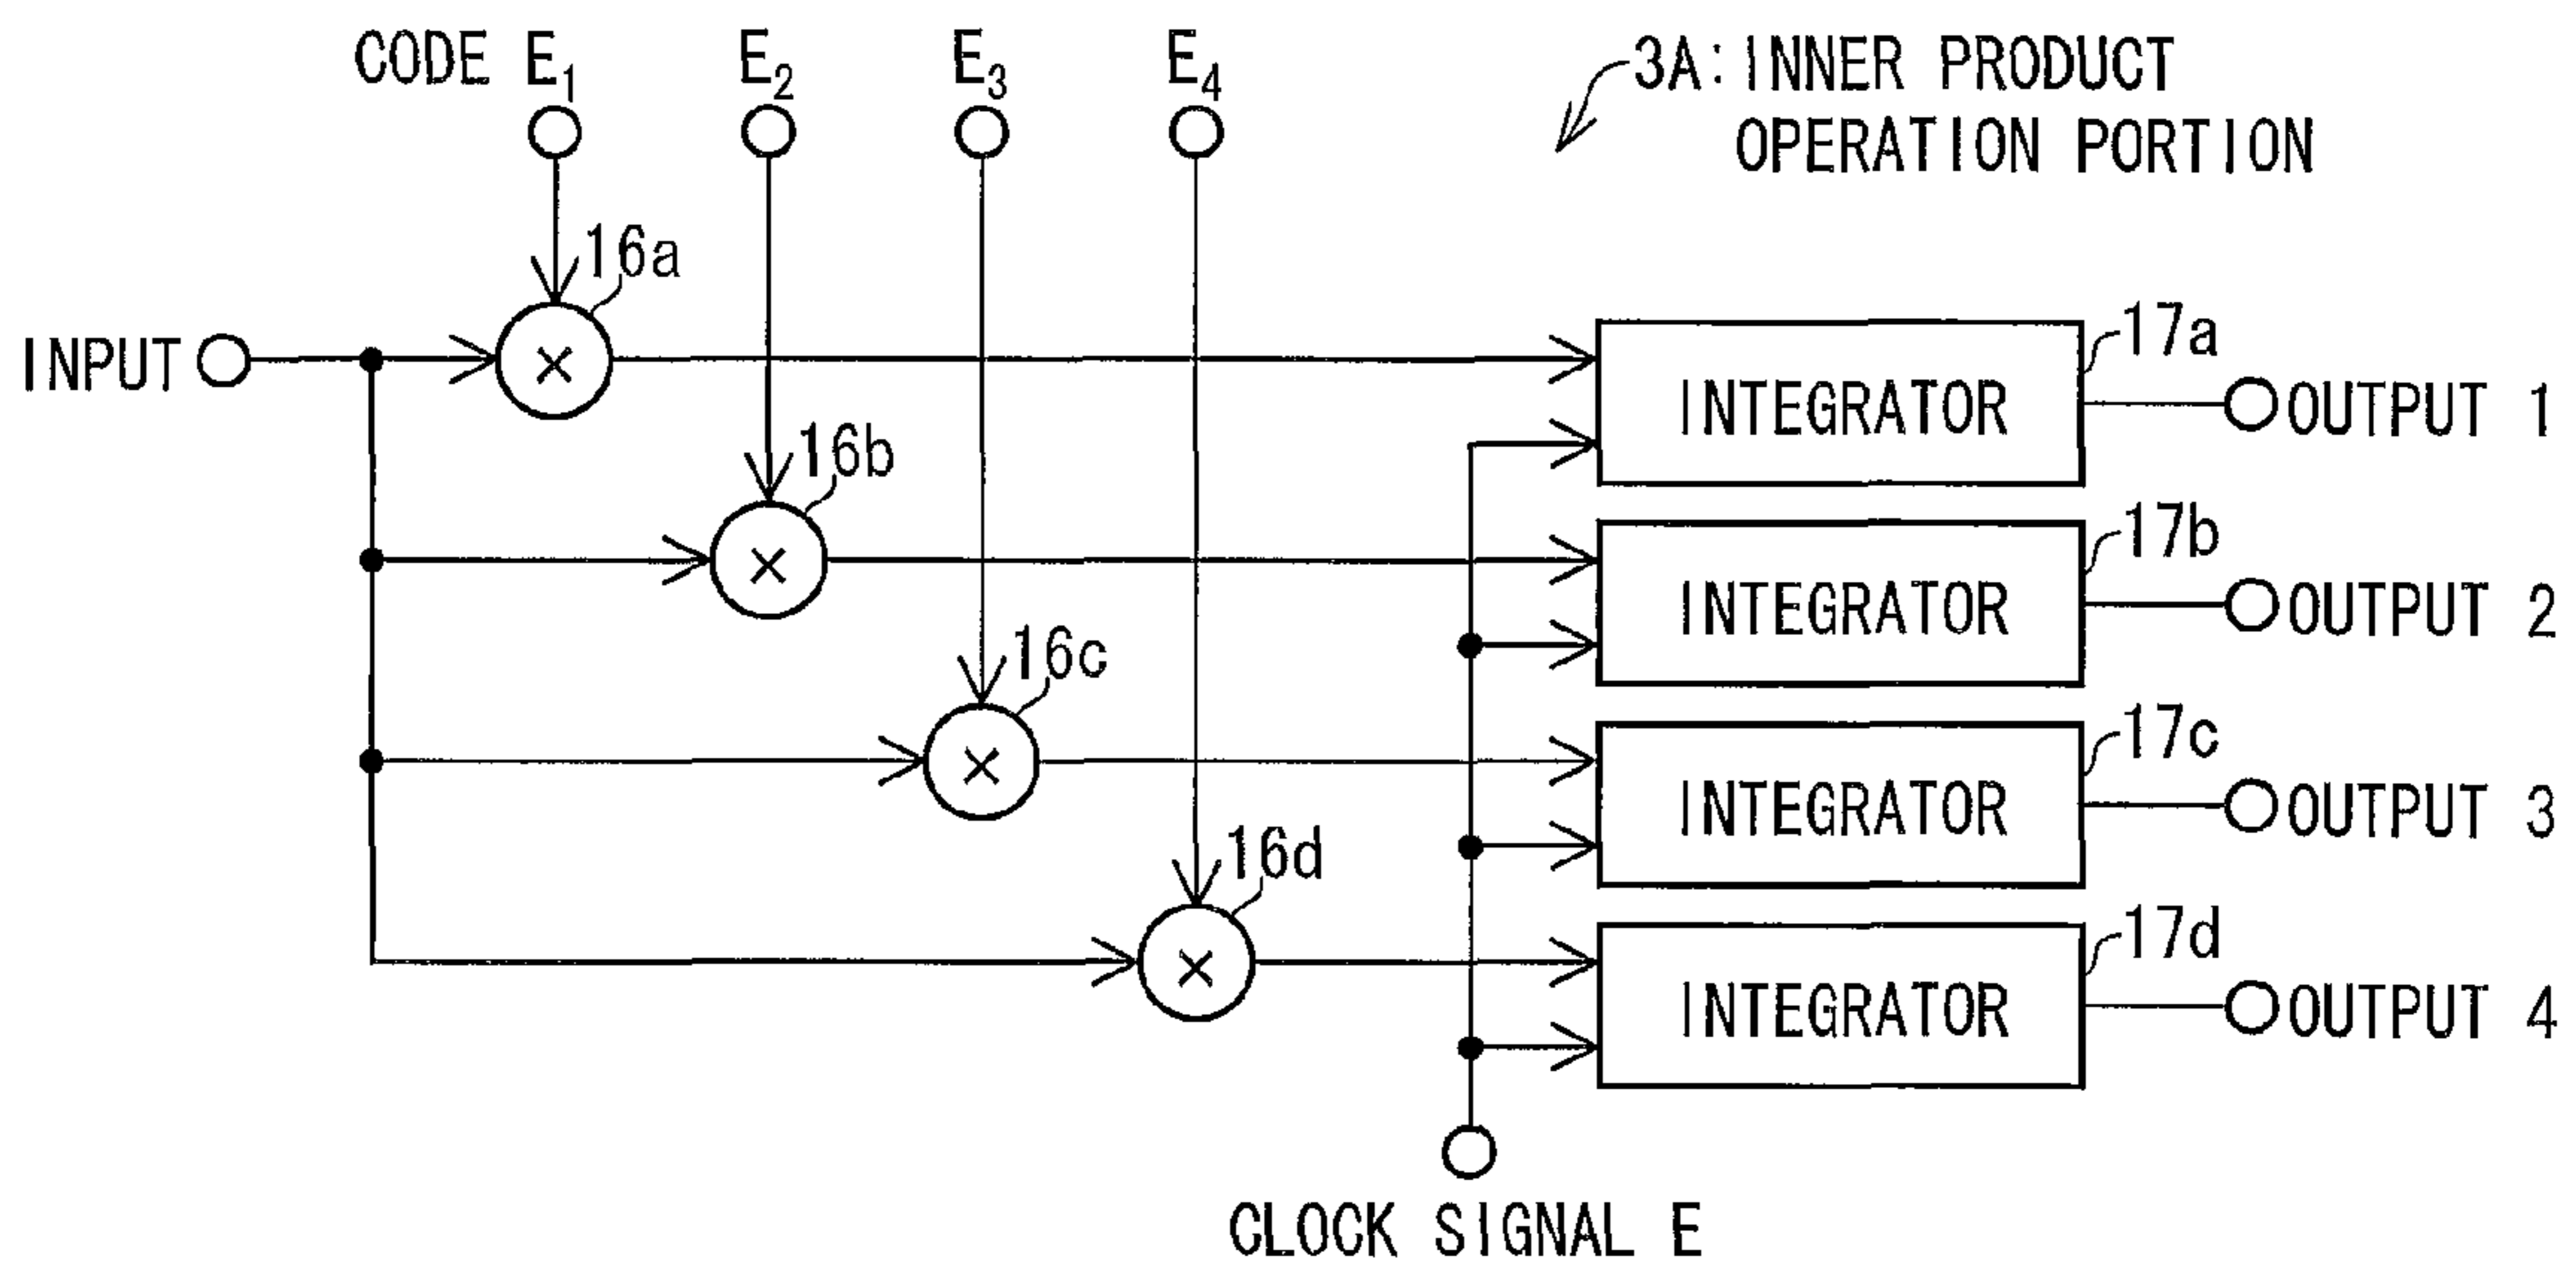 CODE E₁ E₂ E₃ E₄
3A: INNER PRODUCT
OPERATION PORTION
16a
INPUT
×
17a
INTEGRATOR
OUTPUT 1
16b
×
17b
INTEGRATOR
OUTPUT 2
16c
×
17c
INTEGRATOR
OUTPUT 3
16d
×
17d
INTEGRATOR
OUTPUT 4
CLOCK SIGNAL E